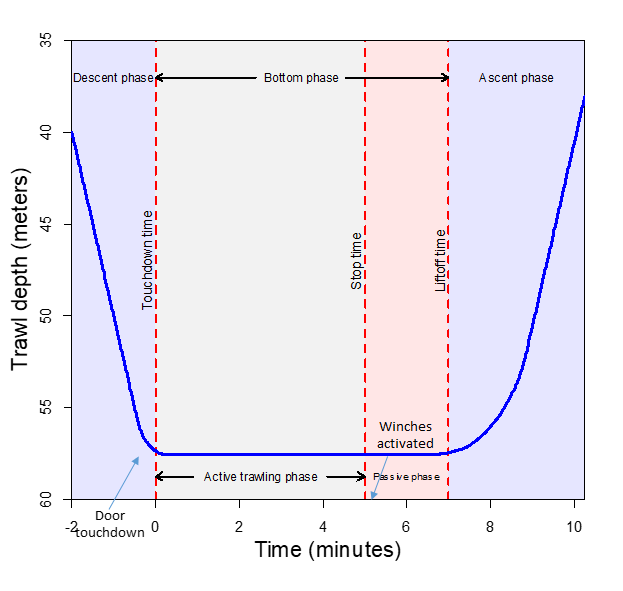 35
Descent phase
Bottom phase
Ascent phase
40
45
50
55
60
Trawl depth (meters)
Touchdown time
Stop time
Liftoff time
Winches
activated
Active trawling phase
Passive phase
Door
touchdown
-2
0
2
4
6
8
10
Time (minutes)